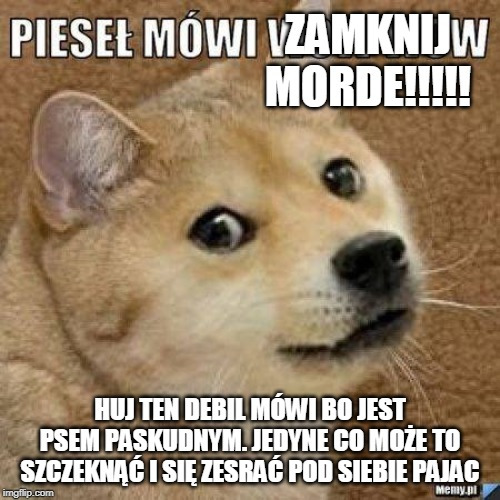 PIESEŁ MÓWI W
ZAMKNIJ
MORDE!!!!!
HUJ TEN DEBIL MÓWI BO JEST
PSEM PASKUDNYM. JEDYNE CO MOŻE TO
SZCZEKNĄĆ I SIĘ ZESRAĆ POD SIEBIE PAJAC
Memy.pl
imgflip.com